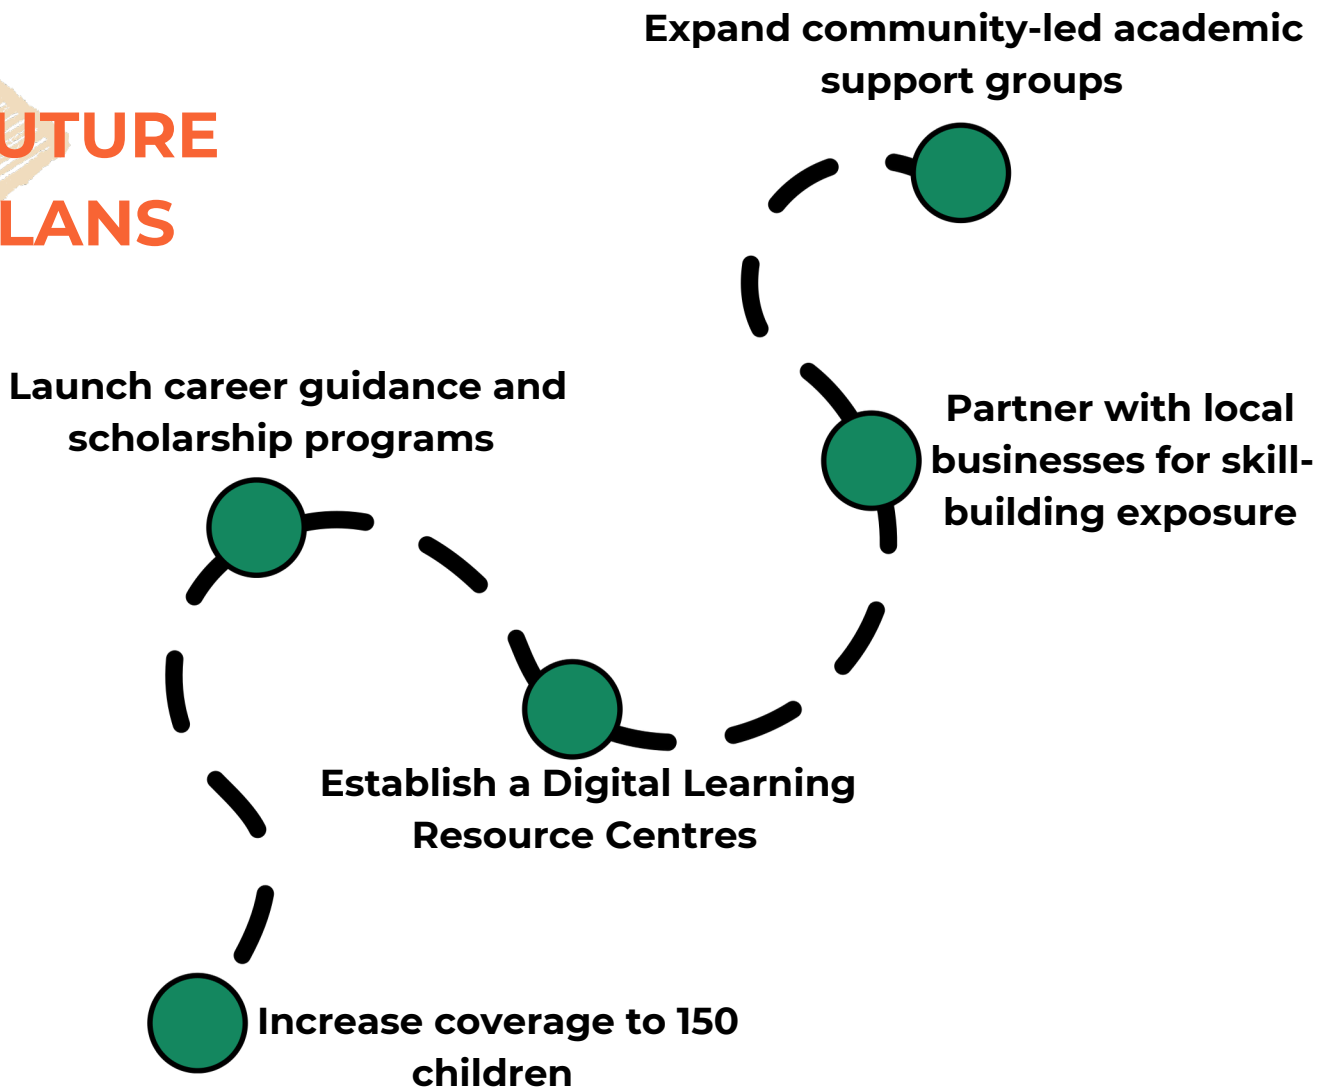 Expand community-led academic
support groups
UTURE
LANS
Launch career guidance and
scholarship programs
Partner with local
businesses for skill-
building exposure
Establish a Digital Learning
Resource Centres
Increase coverage to 150
children